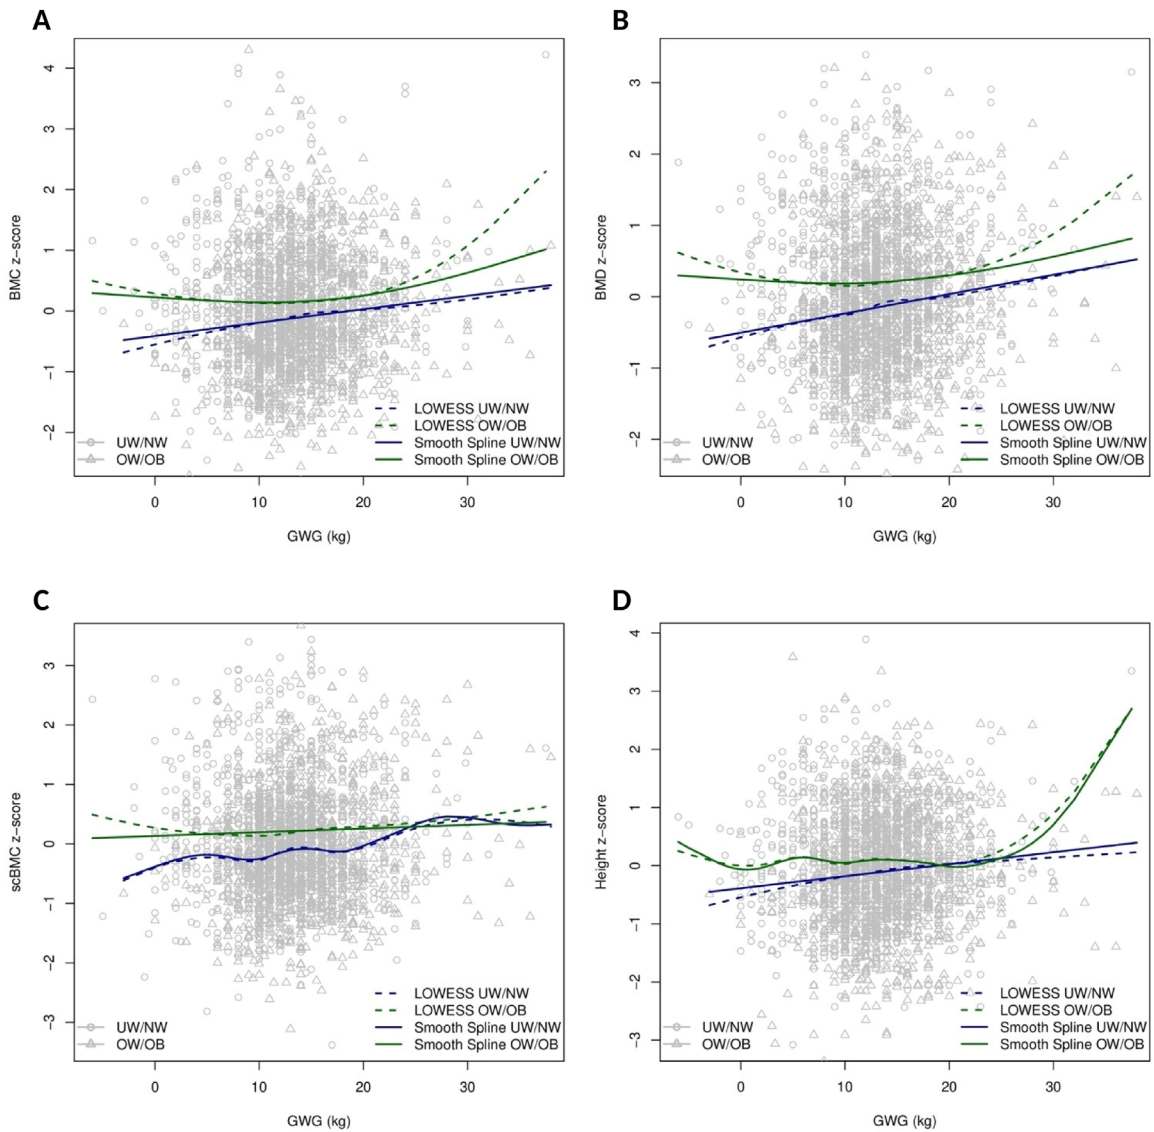 A
BMC z−score
4
3
2
1
0
−1
−2
0 10 20 30
GWG (kg)
UW/NW
OW/OB
LOWESS UW/NW
LOWESS OW/OB
Smooth Spline UW/NW
Smooth Spline OW/OB
B
BMD z−score
3
2
1
0
−1
−2
0 10 20 30
GWG (kg)
UW/NW
OW/OB
LOWESS UW/NW
LOWESS OW/OB
Smooth Spline UW/NW
Smooth Spline OW/OB
C
scBMC z−score
3
2
1
0
−1
−2
−3
0 10 20 30
GWG (kg)
UW/NW
OW/OB
LOWESS UW/NW
LOWESS OW/OB
Smooth Spline UW/NW
Smooth Spline OW/OB
D
Height z−score
4
3
2
1
0
−1
−2
−3
0 10 20 30
GWG (kg)
UW/NW
OW/OB
LOWESS UW/NW
LOWESS OW/OB
Smooth Spline UW/NW
Smooth Spline OW/OB